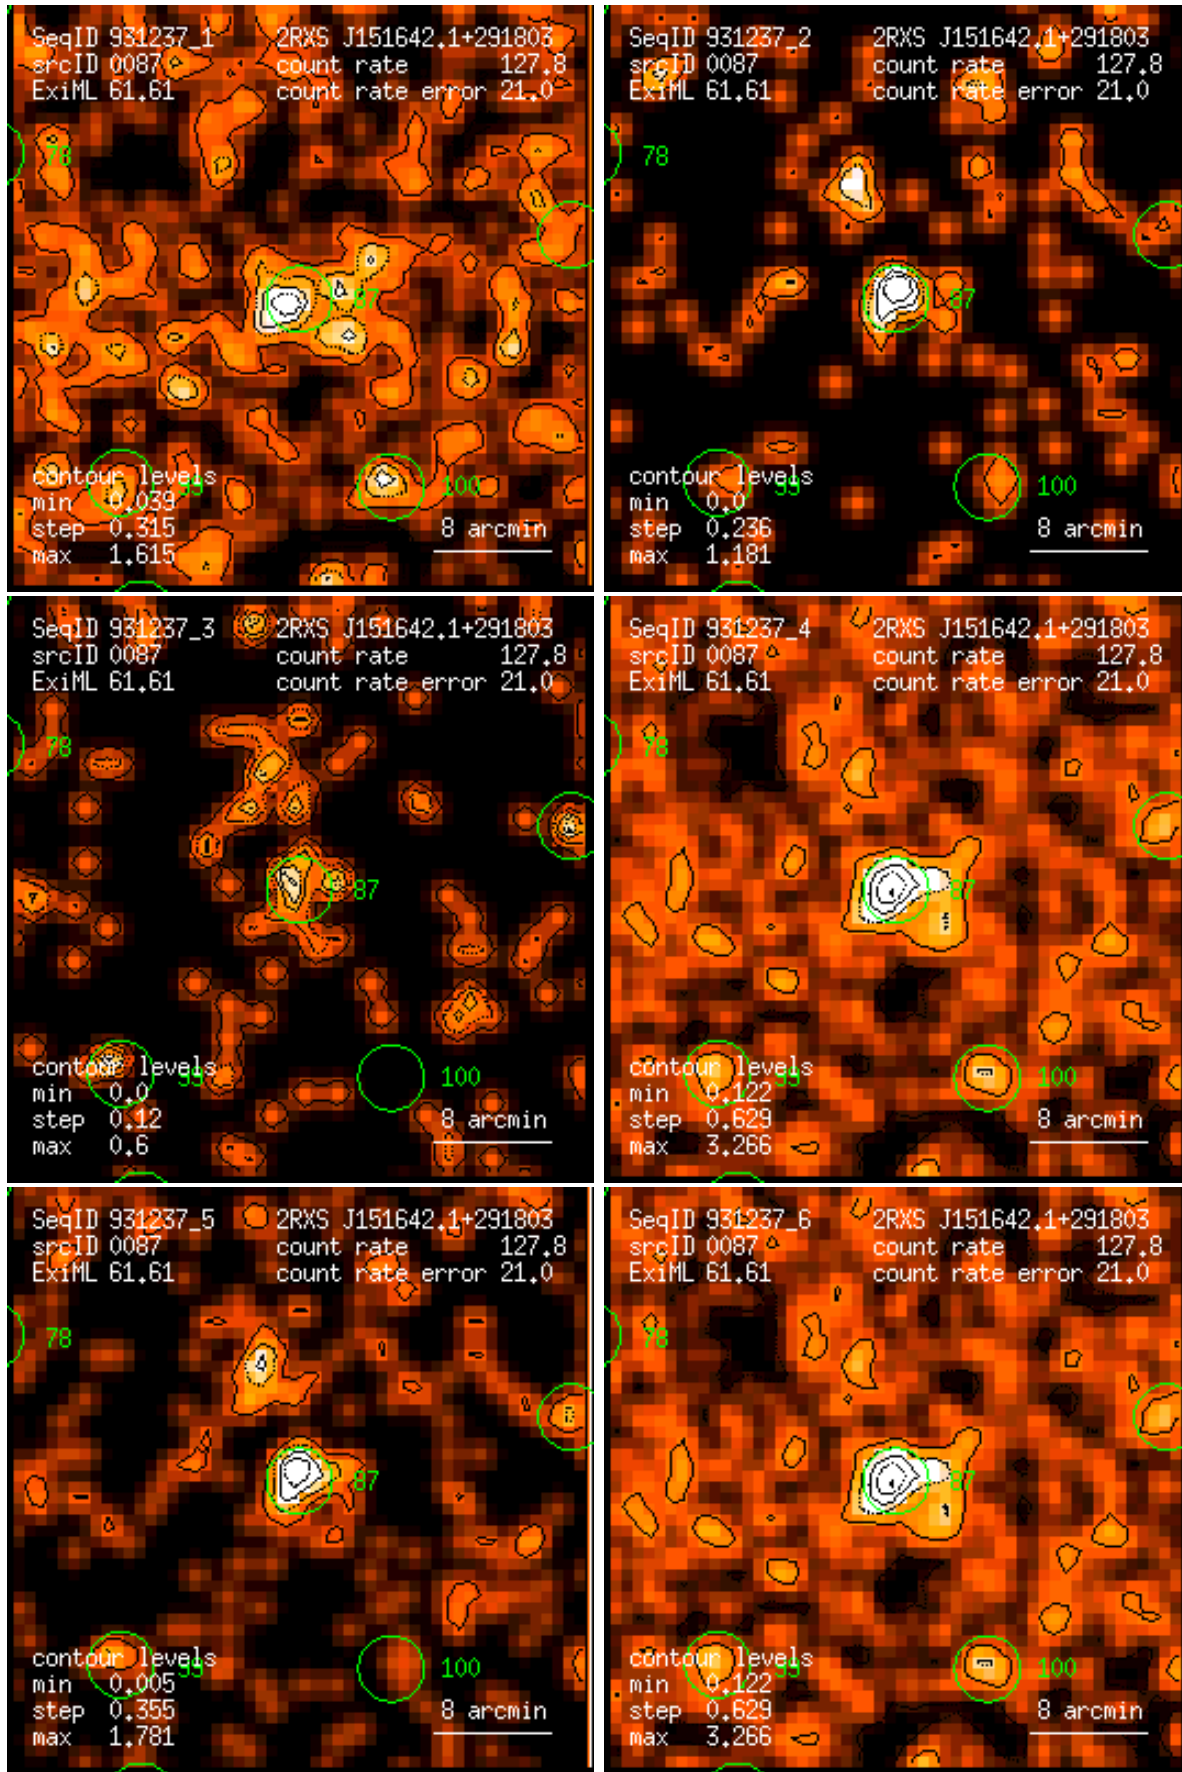 SeqID 931237_1 2RXS J151642.1+291803
srcID 0087 count rate 127.8
ExiML 61.61 count rate error 21.0
78
87
contour levels
99 100
min 0.039
step 0.315 8 arcmin
max 1.615
SeqID 931237_2 2RXS J151642.1+291803
srcID 0087 count rate 127.8
ExiML 61.61 count rate error 21.0
78
87
contour levels
99 100
min 0.0
step 0.236 8 arcmin
max 1.181
SeqID 931237_3 2RXS J151642.1+291803
srcID 0087 count rate 127.8
ExiML 61.61 count rate error 21.0
78
87
contour levels
99 100
min 0.0
step 0.12 8 arcmin
max 0.6
SeqID 931237_4 2RXS J151642.1+291803
srcID 0087 count rate 127.8
ExiML 61.61 count rate error 21.0
78
87
contour levels
99 100
min 0.122
step 0.629 8 arcmin
max 3.266
SeqID 931237_5 2RXS J151642.1+291803
srcID 0087 count rate 127.8
ExiML 61.61 count rate error 21.0
78
87
contour levels
99 100
min 0.005
step 0.355 8 arcmin
max 1.781
SeqID 931237_6 2RXS J151642.1+291803
srcID 0087 count rate 127.8
ExiML 61.61 count rate error 21.0
78
87
contour levels
99 100
min 0.122
step 0.629 8 arcmin
max 3.266